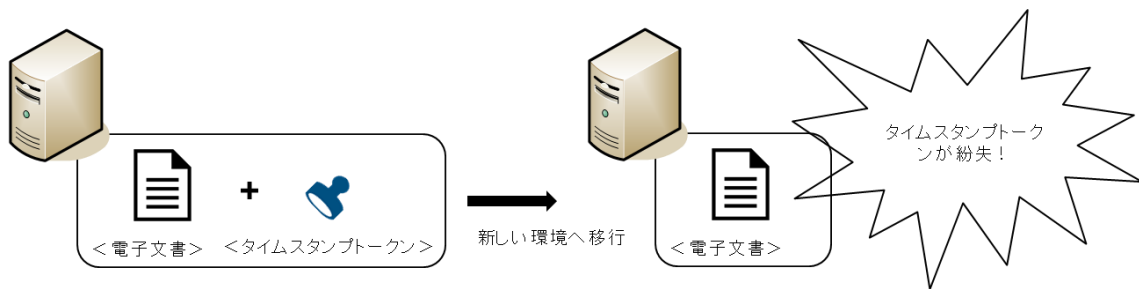 <電子文書>
+
<タイムスタンプトークン>
新しい環境へ移行
<電子文書>
タイムスタンプトーク
ンが紛失!